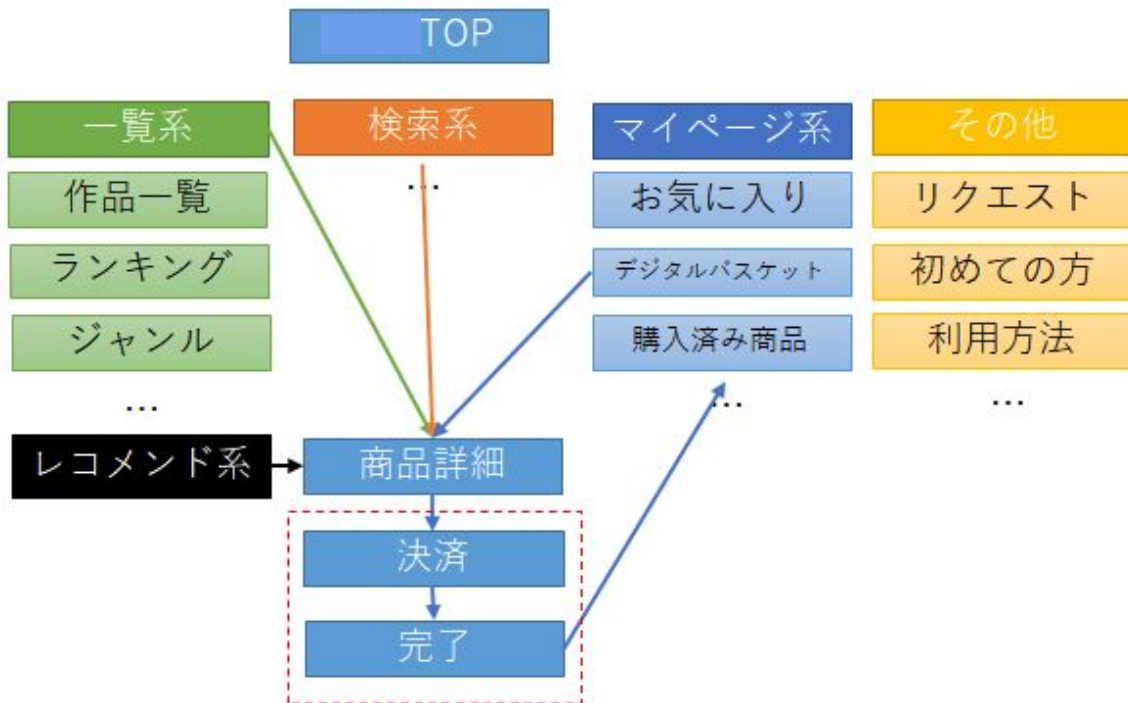 TOP
一覧系
検索系
マイページ系
その他
作品一覧
…
お気に入り
リクエスト
ランキング
デジタルバスケット
初めての方
ジャンル
購入済み商品
利用方法
…
…
…
レコメンド系
商品詳細
決済
完了